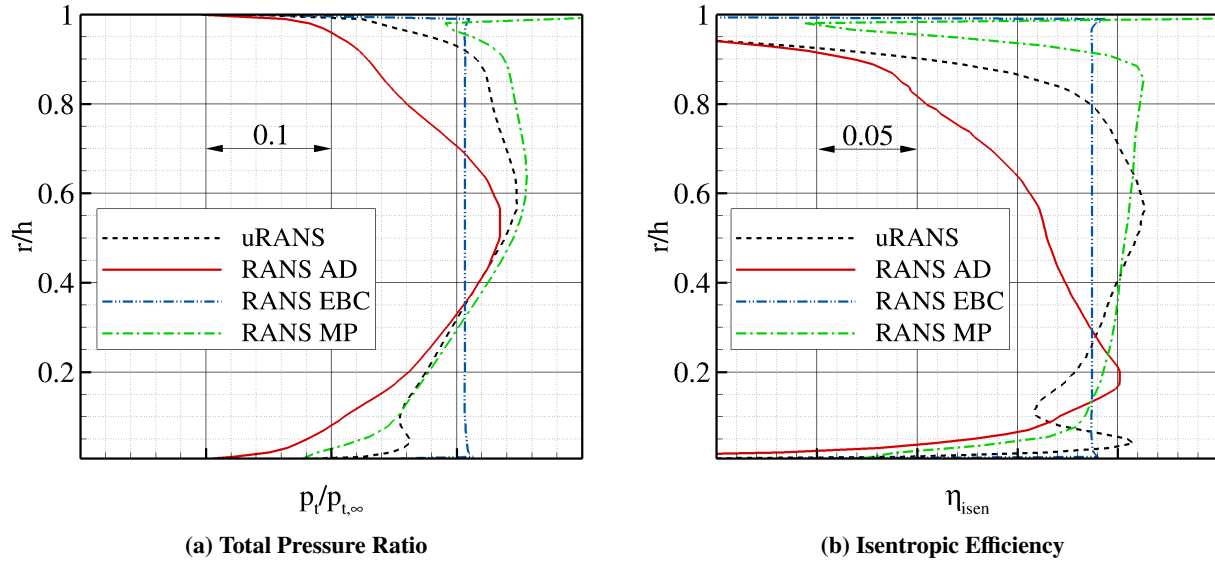 1
0.8
0.6
0.4
0.2
r/h
0.1
uRANS
RANS AD
RANS EBC
RANS MP
pₜ/pₜ,∞
(a) Total Pressure Ratio
1
0.8
0.6
0.4
0.2
r/h
0.05
uRANS
RANS AD
RANS EBC
RANS MP
ηisen
(b) Isentropic Efficiency